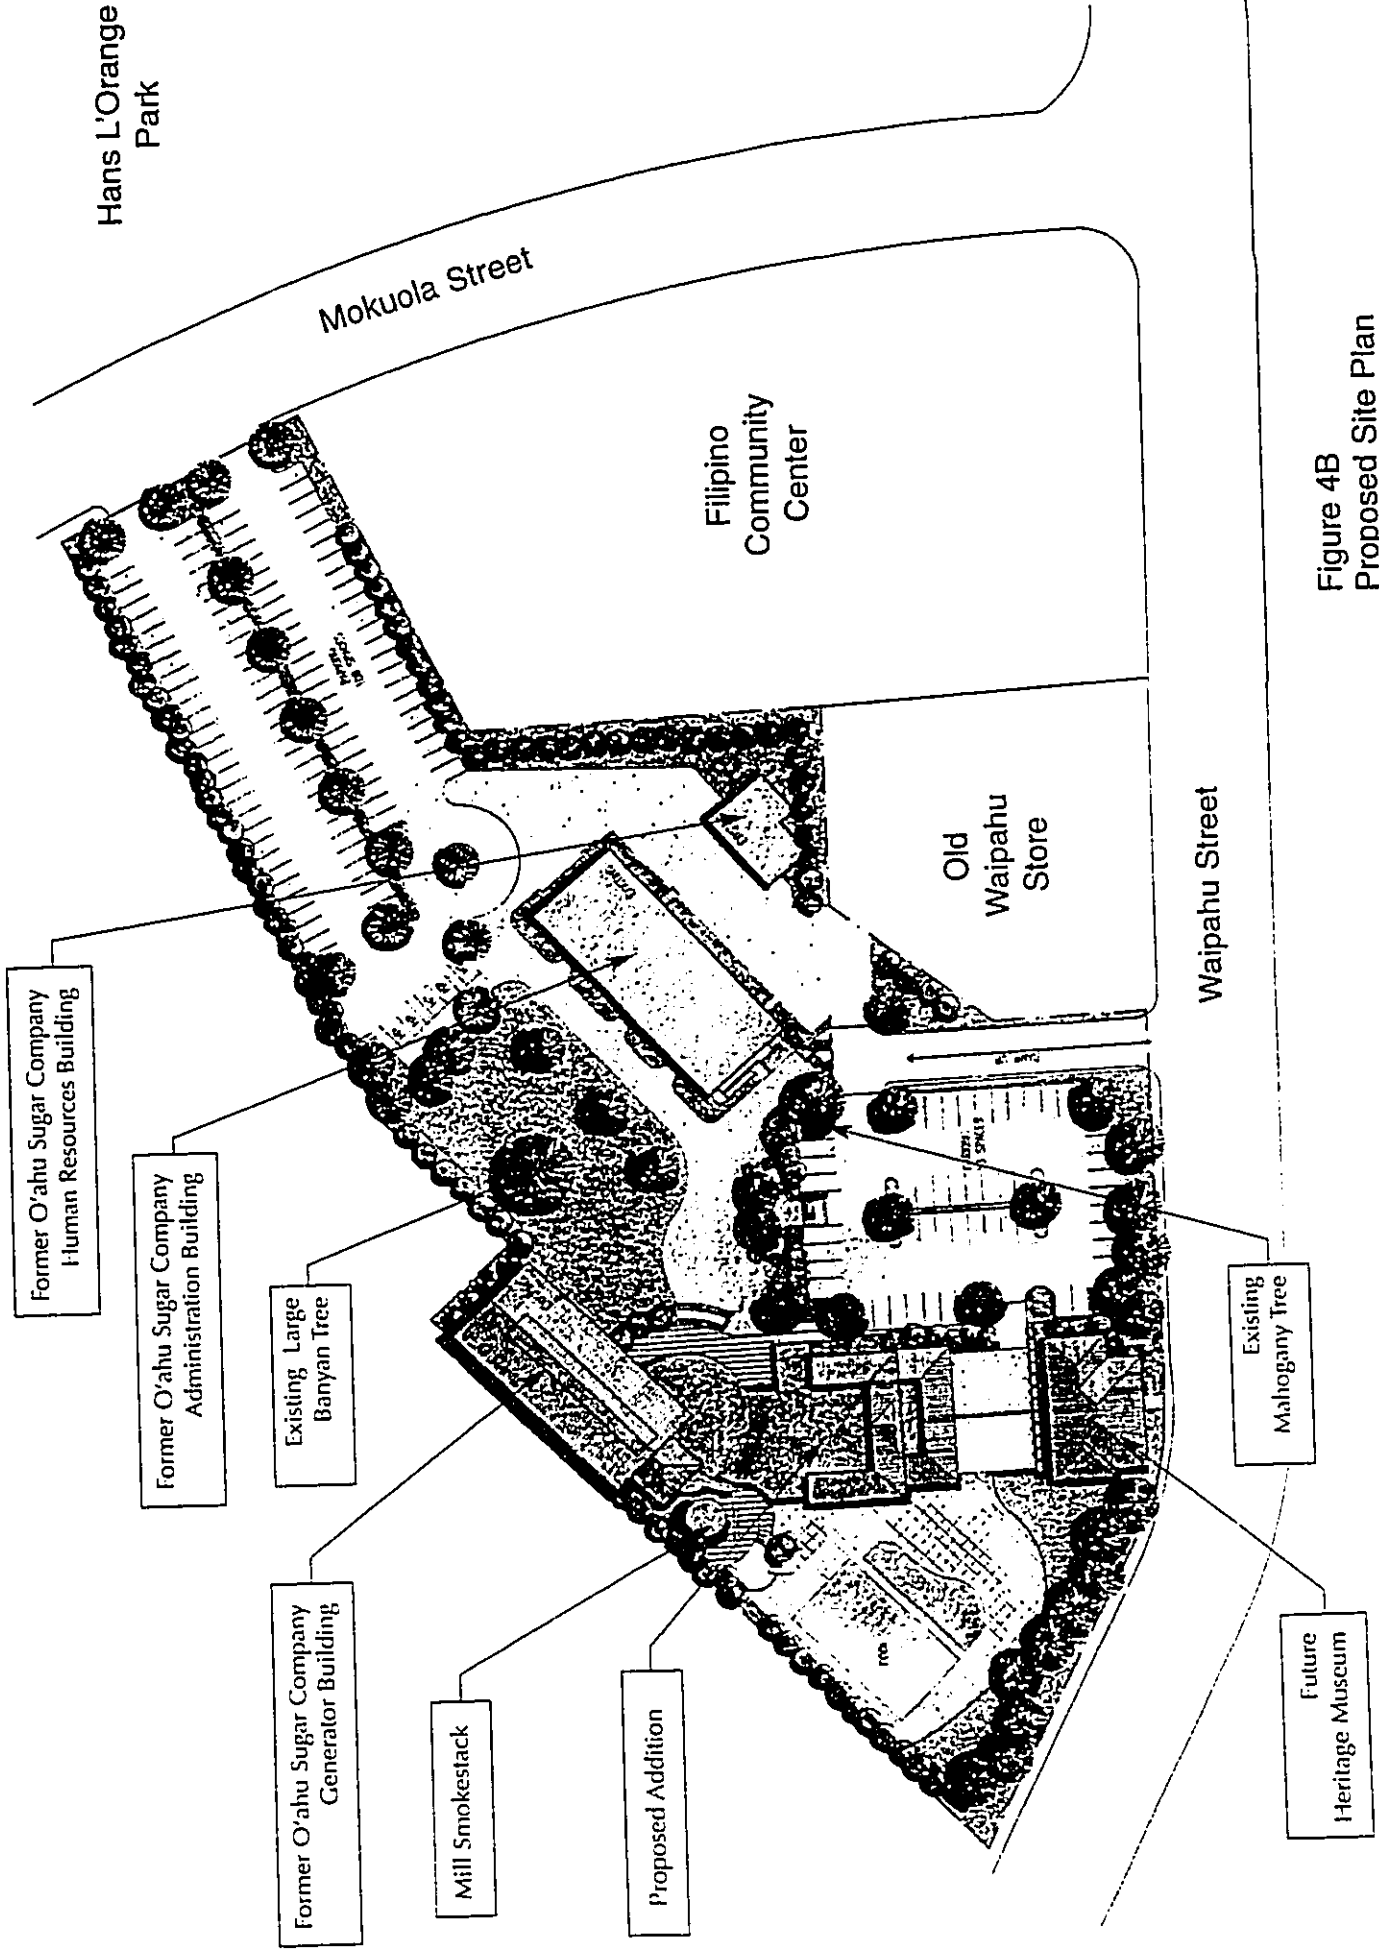 Hans L'Orange
Park
Mokuola Street
Former O'ahu Sugar Company
Human Resources Building
Former O'ahu Sugar Company
Administration Building
Existing Large
Banyan Tree
Former O'ahu Sugar Company
Generator Building
Mill Smokestack
Proposed Addition
Filipino
Community
Center
Old
Waipahu
Store
Waipahu Street
Existing
Mahogany Tree
Future
Heritage Museum
Figure 4B
Proposed Site Plan